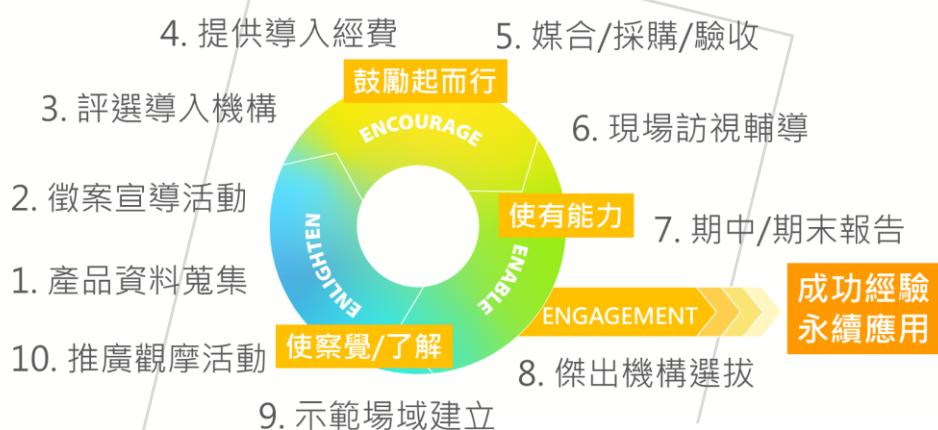 4. 提供導入經費
5. 媒合/採購/驗收
鼓勵起而行
ENCOURAGE
3. 評選導入機構
6. 現場訪視輔導
2. 徵案宣導活動
使有能力
7. 期中/期末報告
ENLIGHTEN
ENABLE
1. 產品資料蒐集
ENGAGEMENT
成功經驗
永續應用
10. 推廣觀摩活動
使察覺/了解
8. 傑出機構選拔
9. 示範場域建立